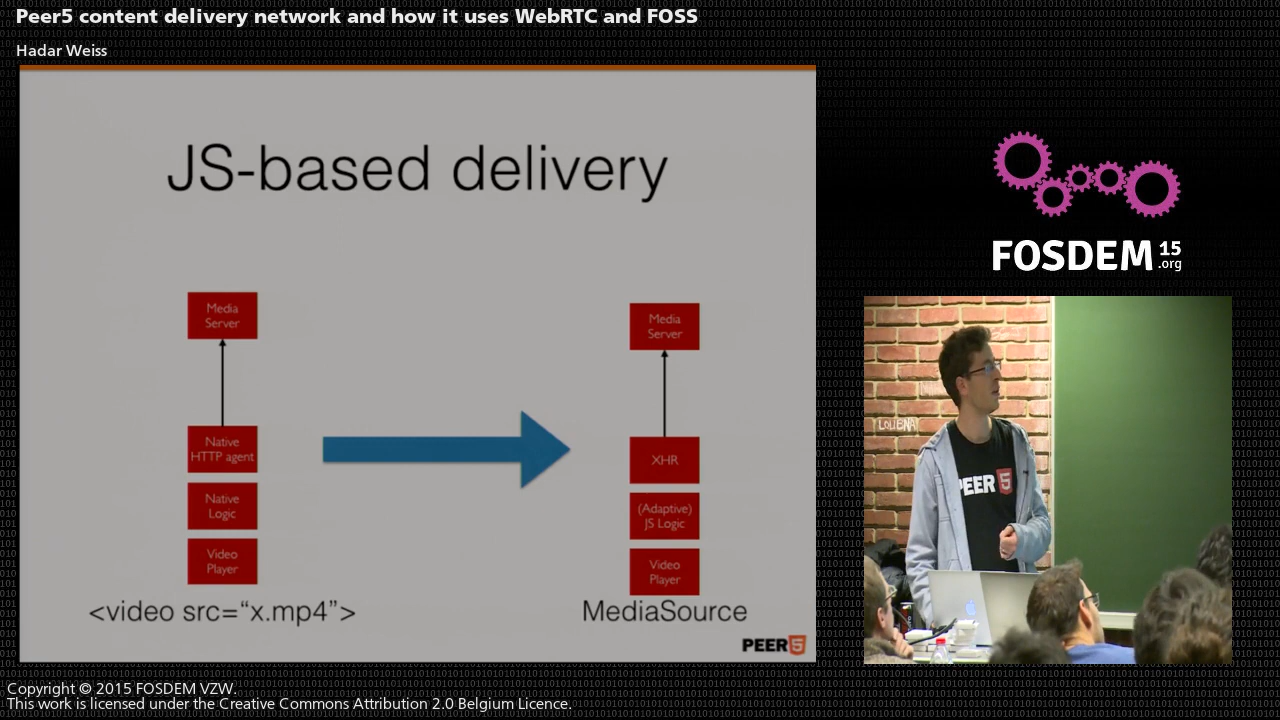 Peer5 content delivery network and how it uses WebRTC and FOSS
Hadar Weiss
JS-based delivery
Media
Server
Native
HTTP agent
Native
Logic
Video
Player
<video src=“x.mp4”>
Media
Server
XHR
(Adaptive)
JS Logic
Video
Player
MediaSource
PEER5
FOSDEM 15
.org
PEER 5
Copyright © 2015 FOSDEM VZW.
This work is licensed under the Creative Commons Attribution 2.0 Belgium Licence.